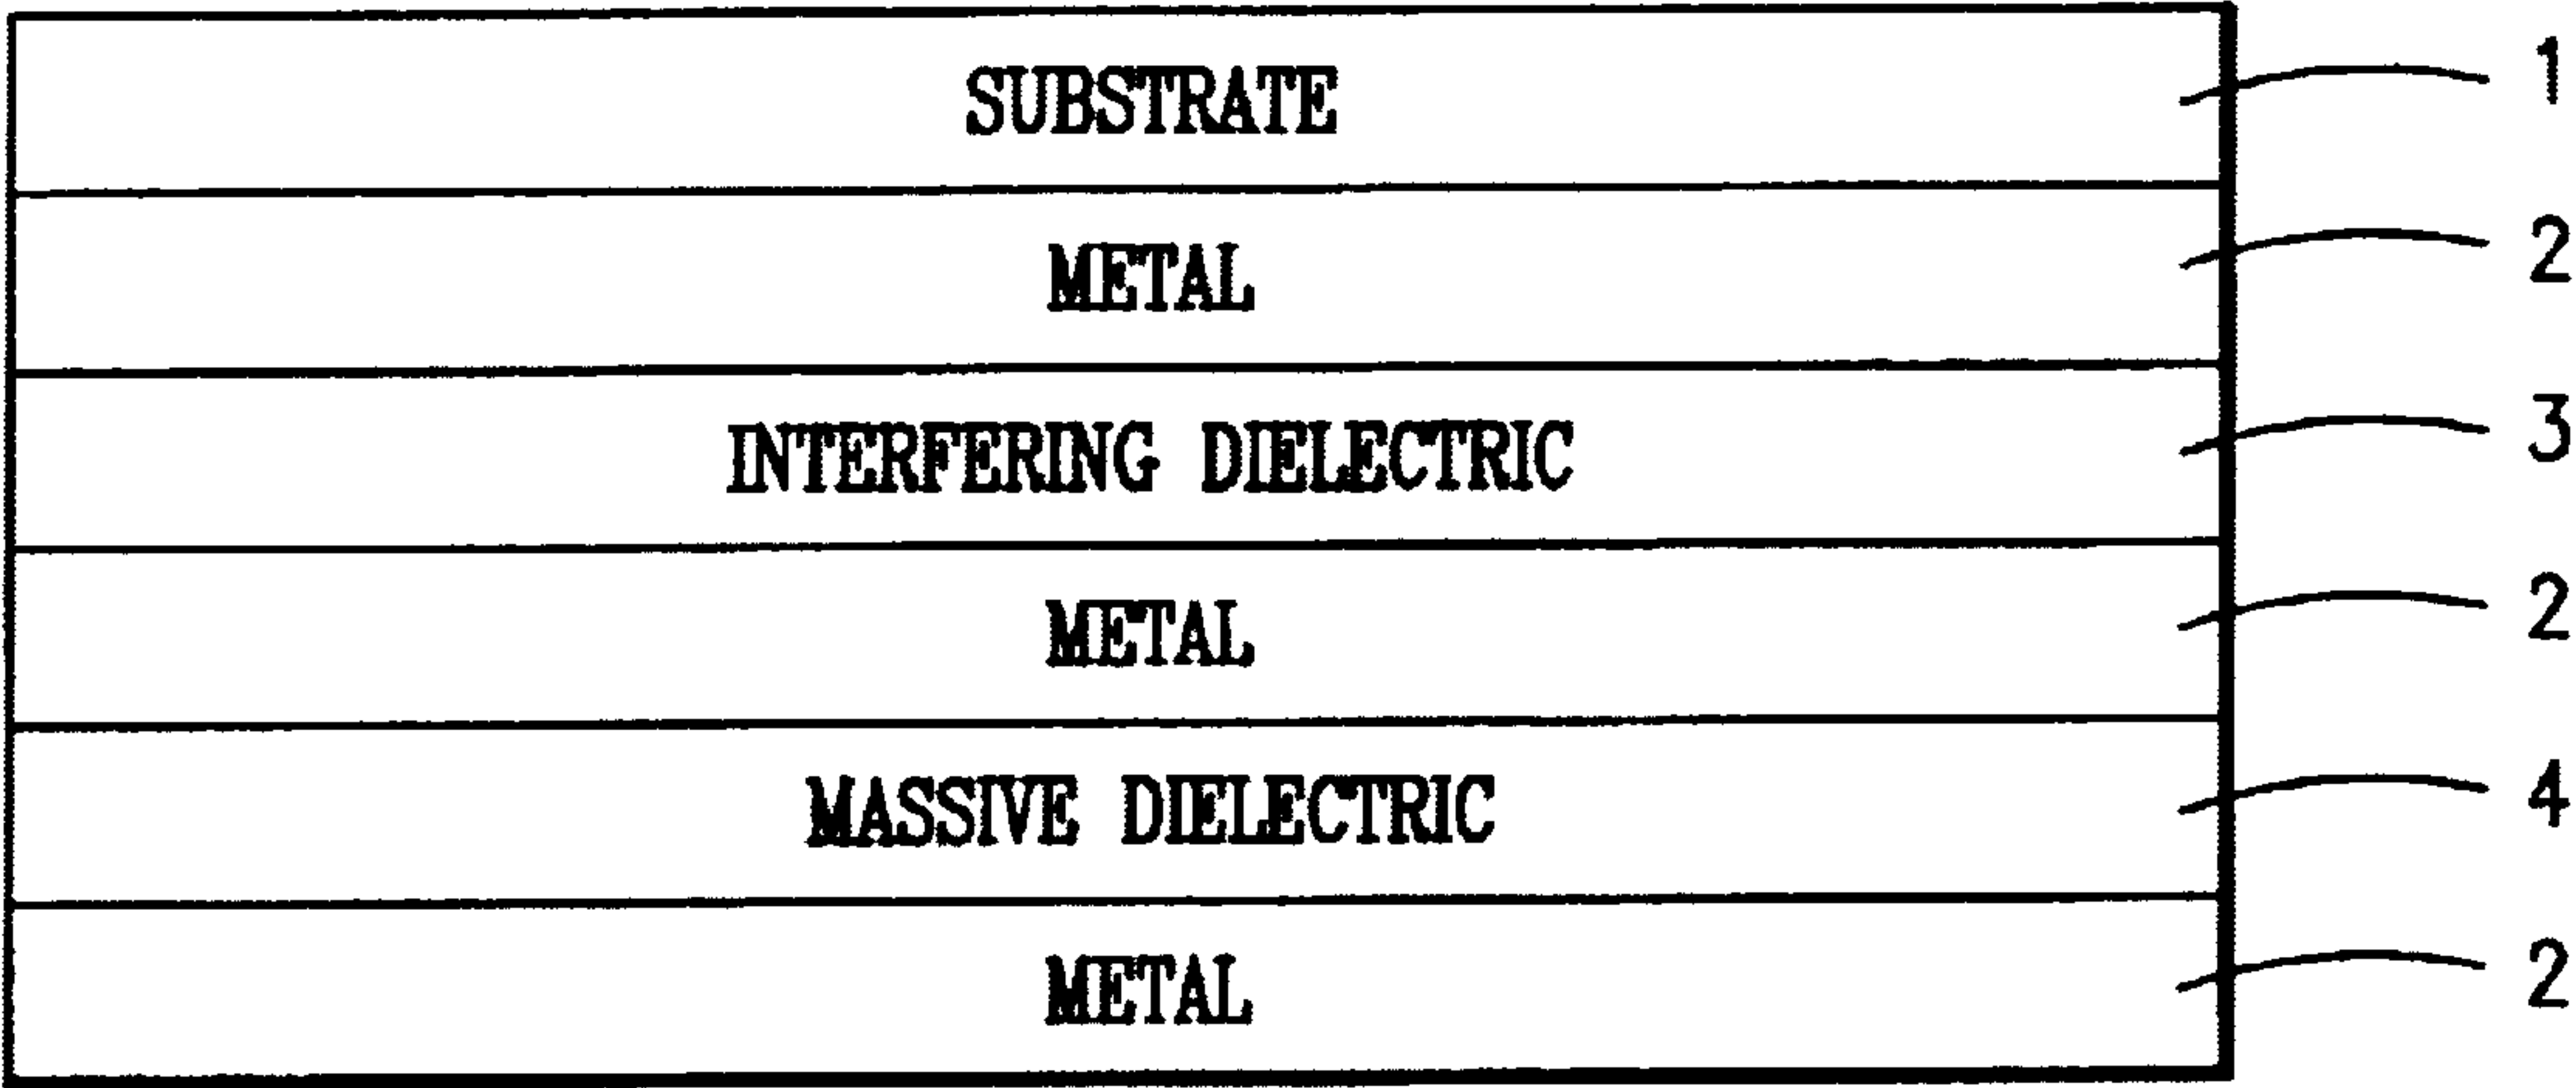 SUBSTRATE 1
METAL 2
INTERFERING DIELECTRIC 3
METAL 2
MASSIVE DIELECTRIC 4
METAL 2